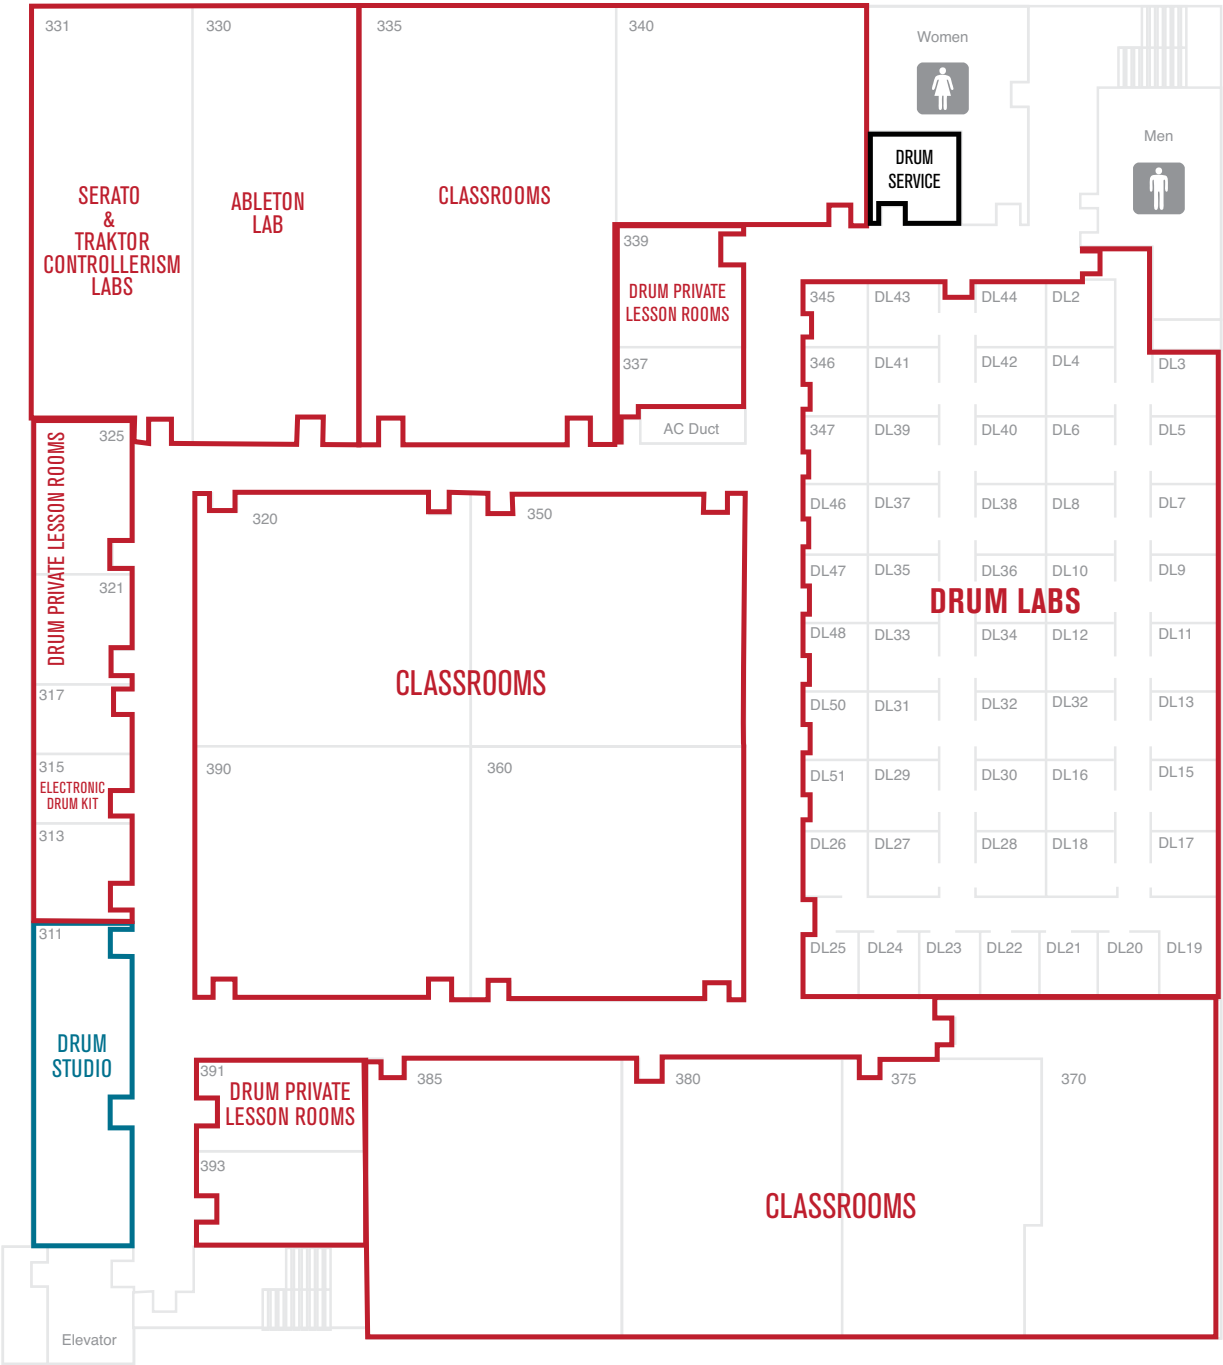 331
330
335
340
Women
Men
DRUM
SERVICE
SERATO
&
TRAKTOR
CONTROLLERISM
LABS
ABLETON
LAB
CLASSROOMS
339
DRUM PRIVATE
LESSON ROOMS
337
AC Duct
345
DL43
DL44
DL2
346
DL41
DL42
DL4
DL3
347
DL39
DL40
DL6
DL5
DL46
DL37
DL38
DL8
DL7
DL47
DL35
DL36
DL10
DL9
DRUM LABS
DL48
DL33
DL34
DL12
DL11
DL50
DL31
DL32
DL32
DL13
DL51
DL29
DL30
DL16
DL15
DL26
DL27
DL28
DL18
DL17
DL25
DL24
DL23
DL22
DL21
DL20
DL19
325
DRUM PRIVATE LESSON ROOMS
321
317
315
ELECTRONIC
DRUM KIT
313
320
350
CLASSROOMS
390
360
311
DRUM
STUDIO
391
DRUM PRIVATE
LESSON ROOMS
393
385
380
375
370
CLASSROOMS
Elevator